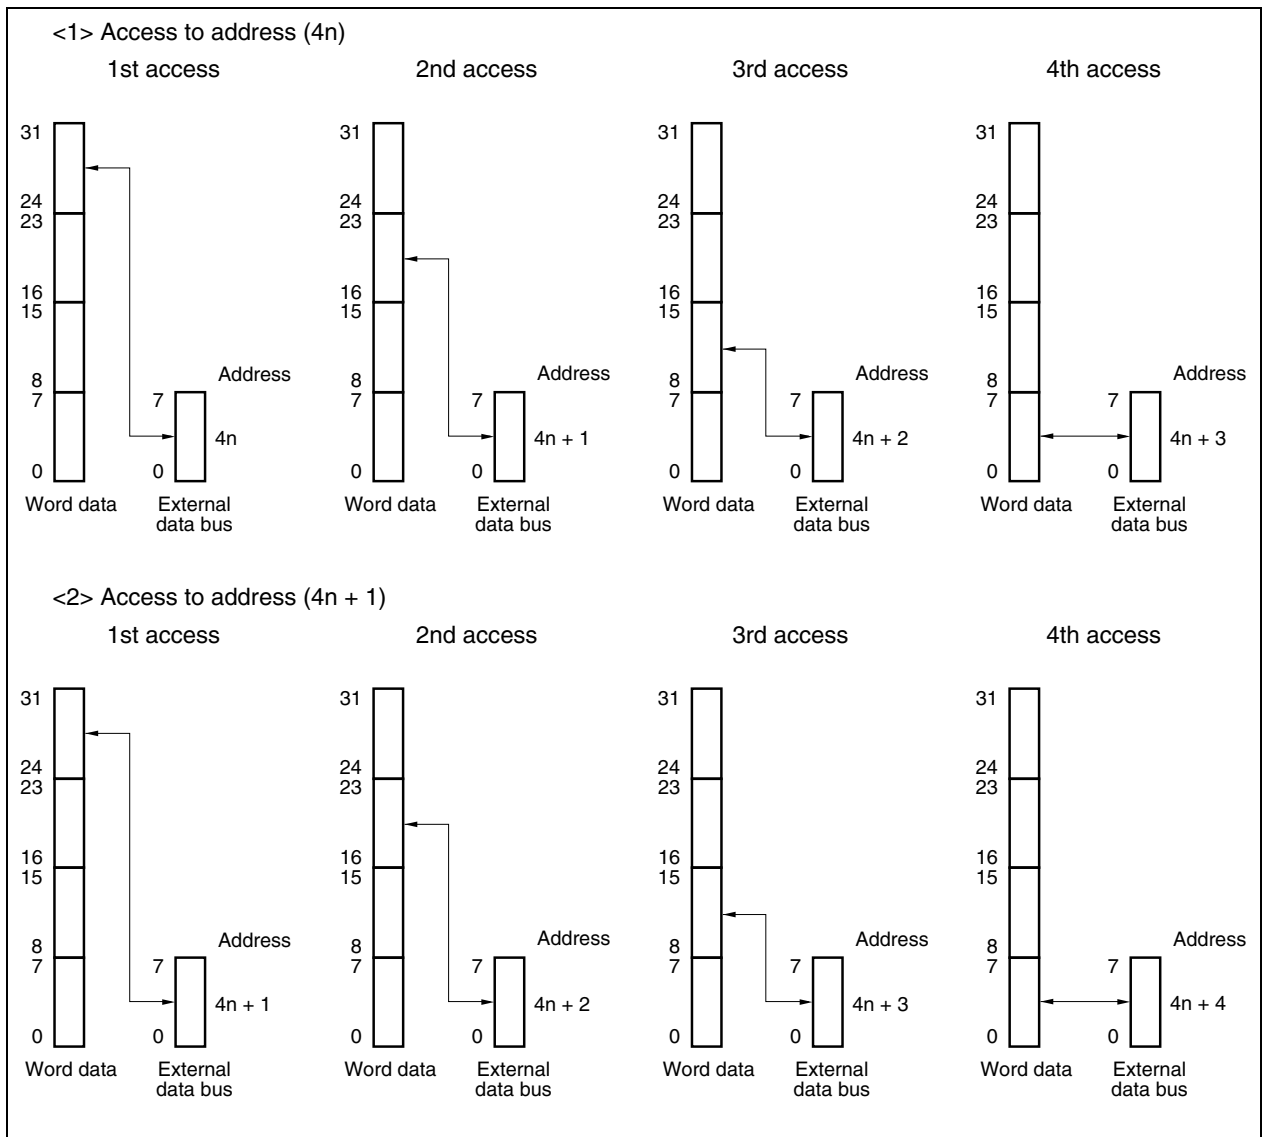 <1> Access to address (4n)
1st access 2nd access 3rd access 4th access
31 31 31 31
24 24 24 24
23 23 23 23
16 16 16 16
15 15 15 15
Address Address Address Address
8 8 8 8
7 7 7 7 7 7 7 7
4n 4n + 1 4n + 2 4n + 3
0 0 0 0 0 0 0 0
Word data External Word data External Word data External Word data External
data bus data bus data bus data bus
<2> Access to address (4n + 1)
1st access 2nd access 3rd access 4th access
31 31 31 31
24 24 24 24
23 23 23 23
16 16 16 16
15 15 15 15
Address Address Address Address
8 8 8 8
7 7 7 7 7 7 7 7
4n + 1 4n + 2 4n + 3 4n + 4
0 0 0 0 0 0 0 0
Word data External Word data External Word data External Word data External
data bus data bus data bus data bus